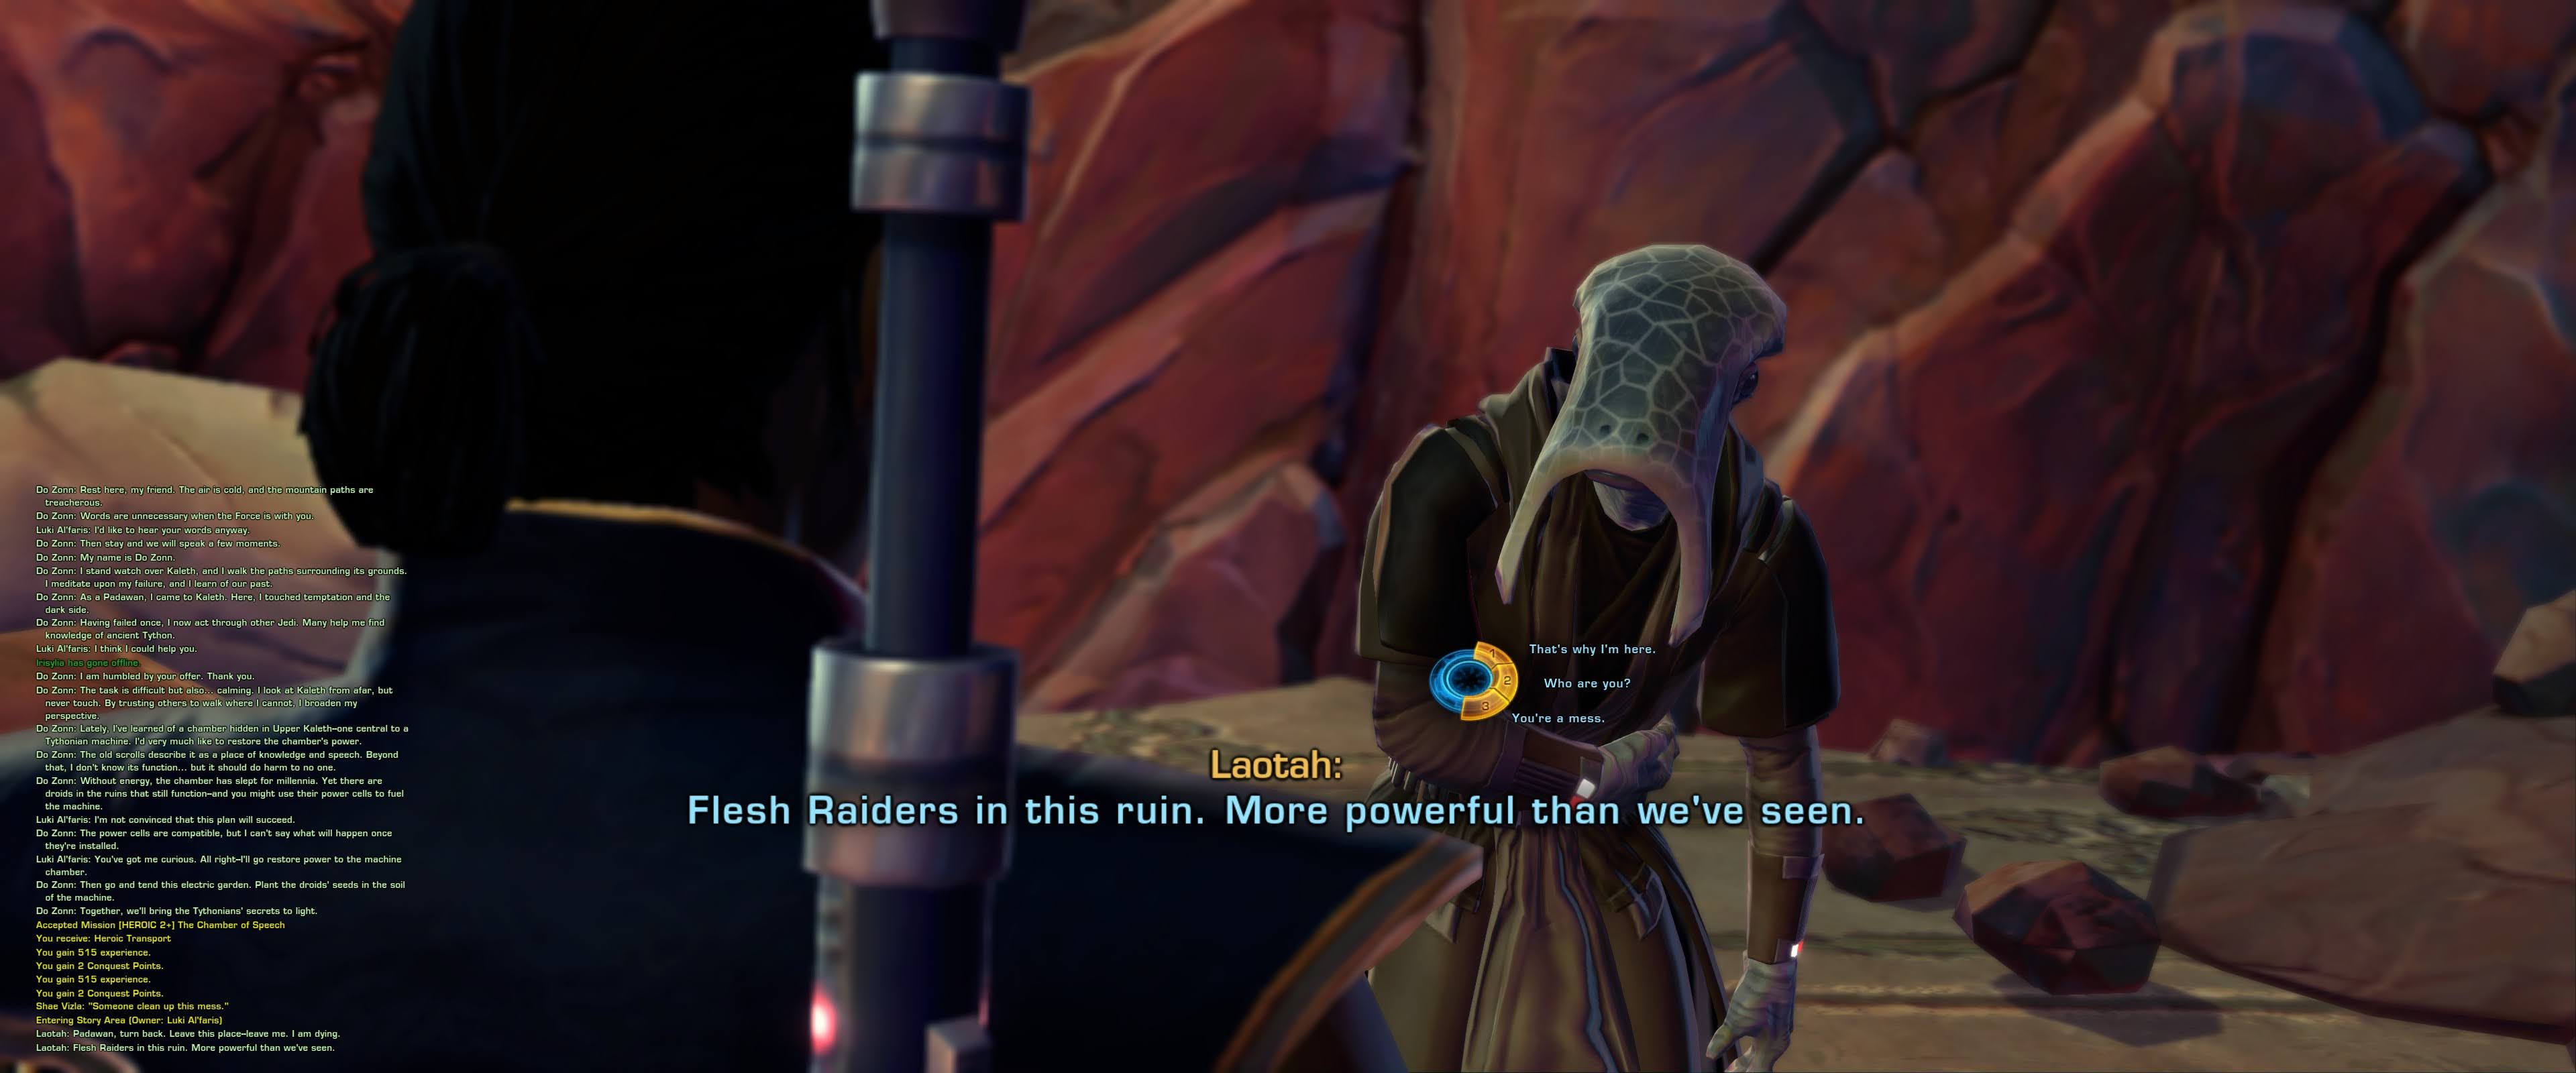 Do Zonn: Rest here, my friend. The air is cold, and the mountain paths are
treacherous.
Do Zonn: Words are unnecessary when the Force is with you.
Luki Al'faris: I'd like to hear your words anyway.
Do Zonn: Then stay and we will speak a few moments.
Do Zonn: My name is Do Zonn.
Do Zonn: I stand watch over Kaleth, and I walk the paths surrounding its grounds.
I meditate upon my failure, and I learn of our past.
Do Zonn: As a Padawan, I came to Kaleth. Here, I touched temptation and the
dark side.
Do Zonn: Having failed once, I now act through other Jedi. Many help me find
knowledge of ancient Tython.
Luki Al'faris: I think I could help you.
Irisylia has gone offline.
Do Zonn: I am humbled by your offer. Thank you.
Do Zonn: The task is difficult but also... calming. I look at Kaleth from afar, but
never touch. By trusting others to walk where I cannot, I broaden my
perspective.
Do Zonn: Lately, I've learned of a chamber hidden in Upper Kaleth—one central to a
Tythonian machine. I'd very much like to restore the chamber's power.
Do Zonn: The old scrolls describe it as a place of knowledge and speech. Beyond
that, I don't know its function... but it should do harm to no one.
Do Zonn: Without energy, the chamber has slept for millennia. Yet there are
droids in the ruins that still function—and you might use their power cells to fuel
the machine.
Luki Al'faris: I'm not convinced that this plan will succeed.
Do Zonn: The power cells are compatible, but I can't say what will happen once
they're installed.
Luki Al'faris: You've got me curious. All right—I'll go restore power to the machine
chamber.
Do Zonn: Then go and tend this electric garden. Plant the droids' seeds in the soil
of the machine.
Do Zonn: Together, we'll bring the Tythonians' secrets to light.
Accepted Mission [HEROIC 2+] The Chamber of Speech
You receive: Heroic Transport
You gain 515 experience.
You gain 2 Conquest Points.
You gain 515 experience.
You gain 2 Conquest Points.
Shae Vizla: "Someone clean up this mess."
Entering Story Area (Owner: Luki Al'faris)
Laotah: Padawan, turn back. Leave this place—leave me. I am dying.
Laotah: Flesh Raiders in this ruin. More powerful than we've seen.
1 That's why I'm here.
2 Who are you?
3 You're a mess.
Laotah:
Flesh Raiders in this ruin. More powerful than we've seen.